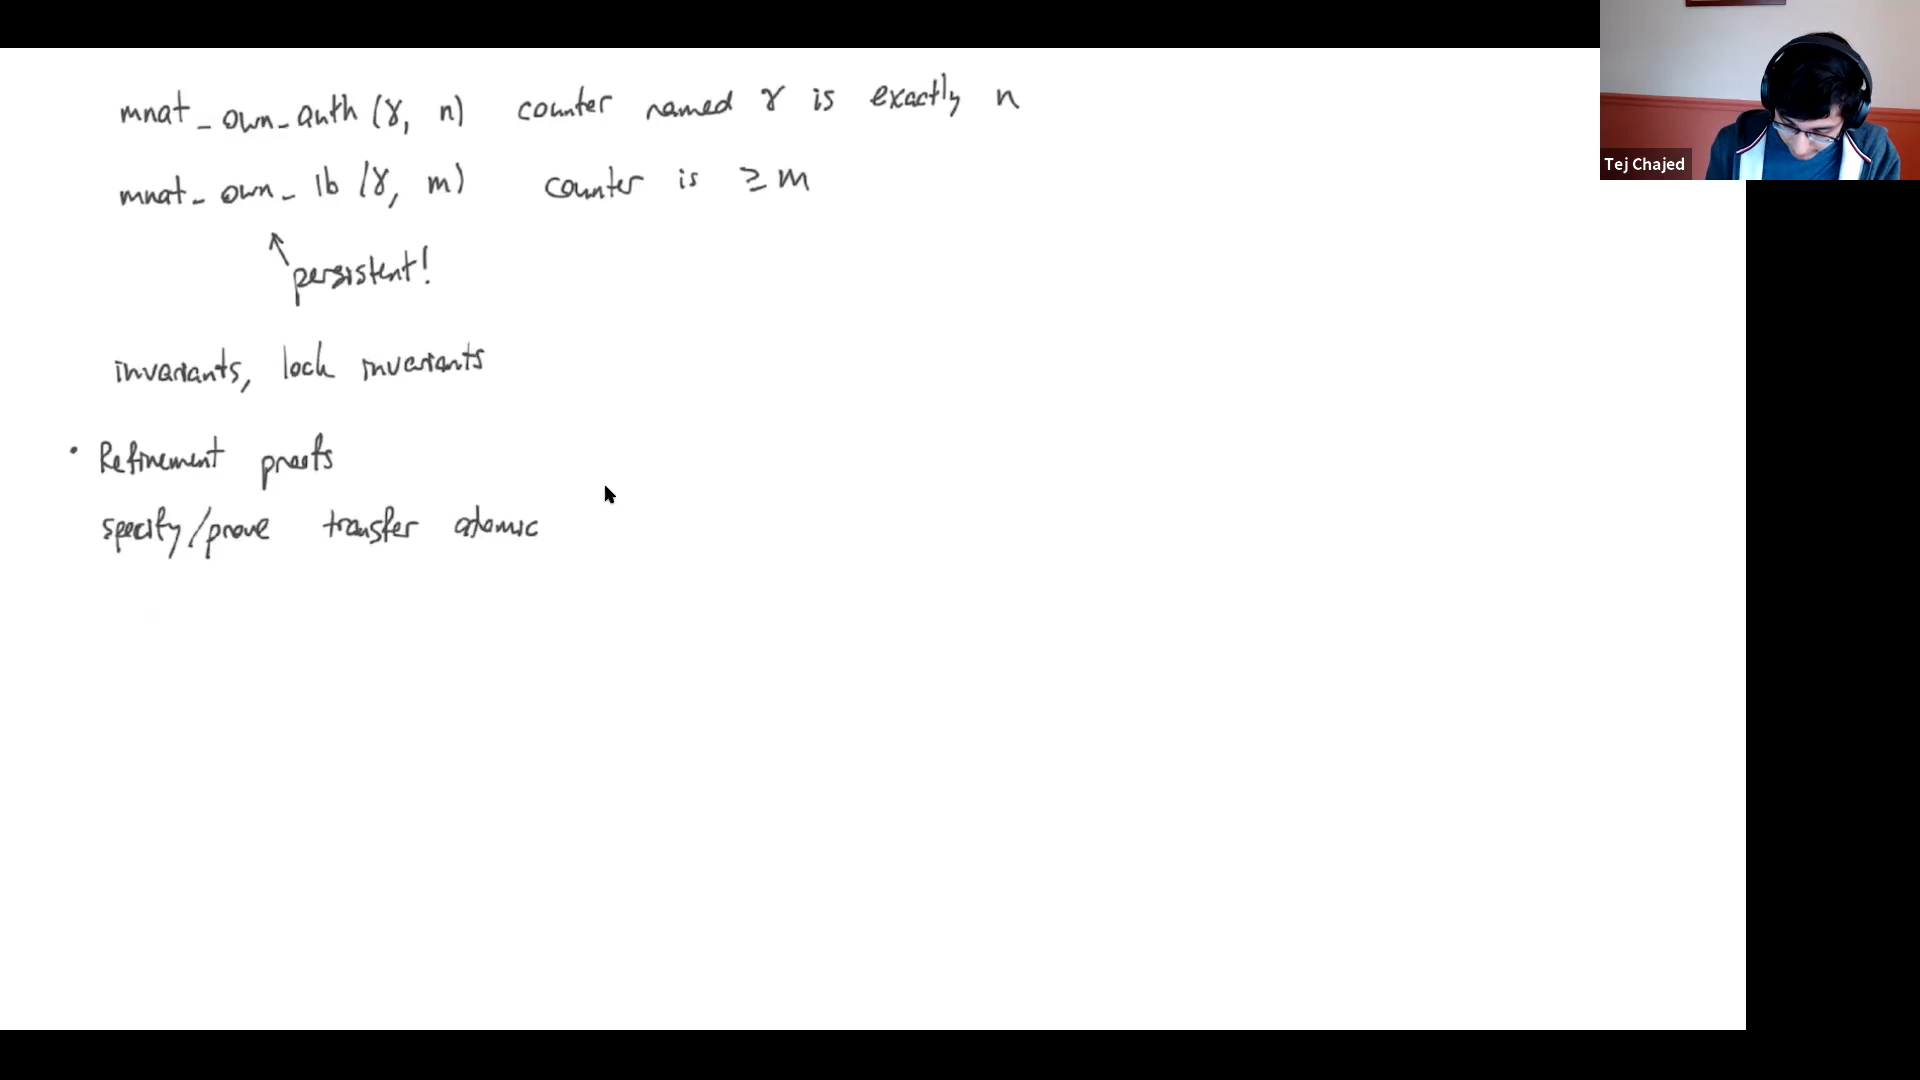 mnat_own_auth (γ, n) counter named γ is exactly n
mnat_own_lb (γ, m) counter is ≥ m
persistent!
invariants, lock invariants
• Refinement proofs
specify/prove transfer atomic
Tej Chajed